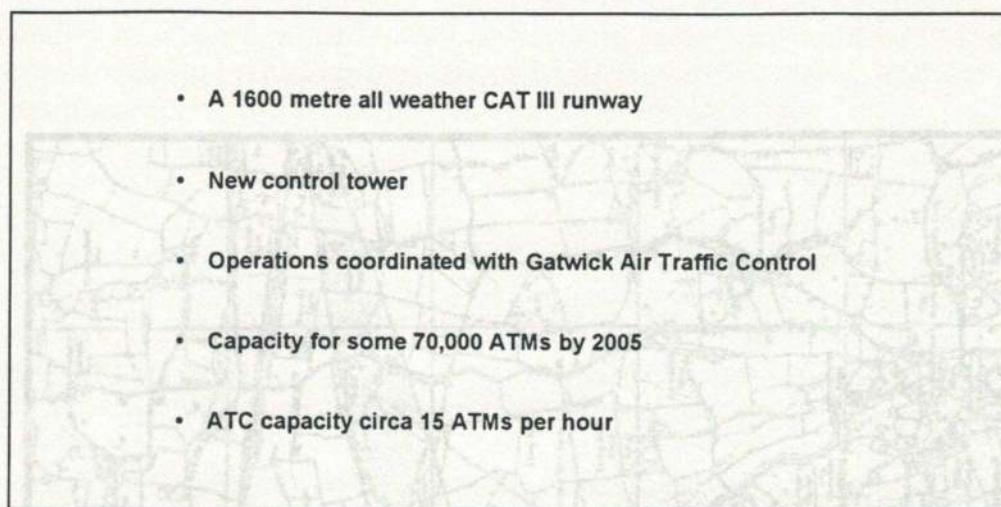 • A 1600 metre all weather CAT III runway
• New control tower
• Operations coordinated with Gatwick Air Traffic Control
• Capacity for some 70,000 ATMs by 2005
• ATC capacity circa 15 ATMs per hour